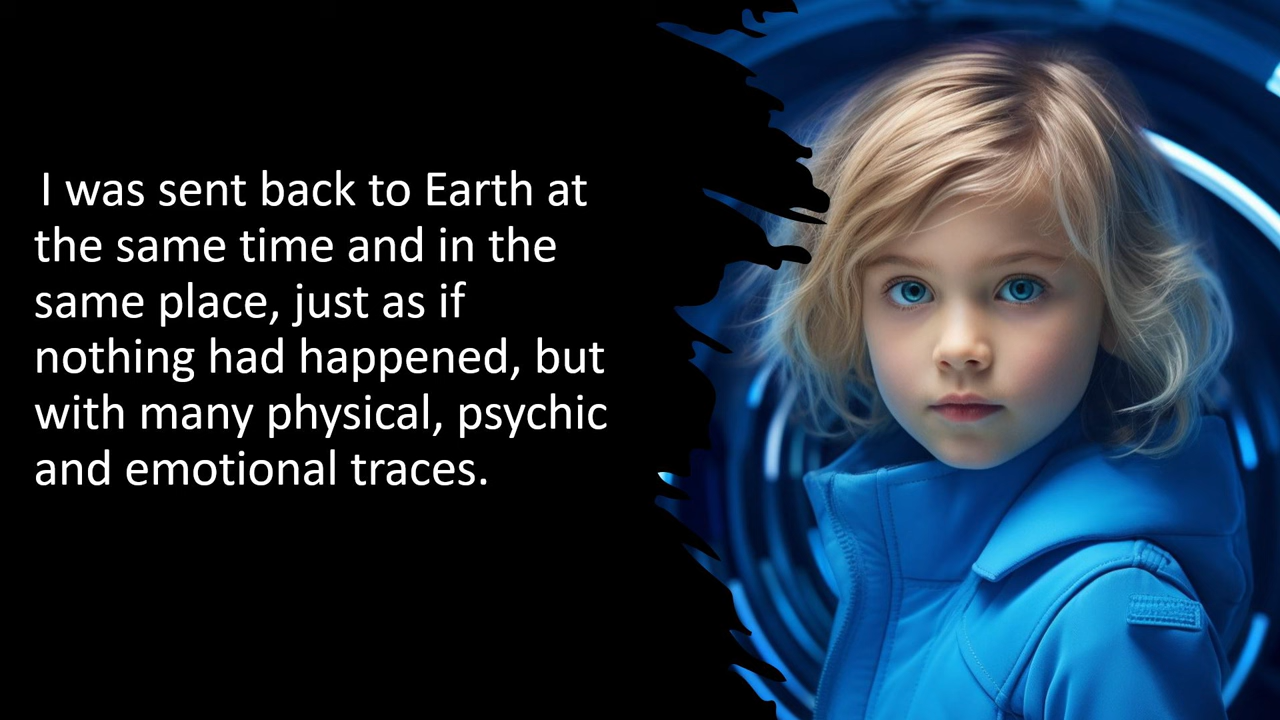 I was sent back to Earth at
the same time and in the
same place, just as if
nothing had happened, but
with many physical, psychic
and emotional traces.